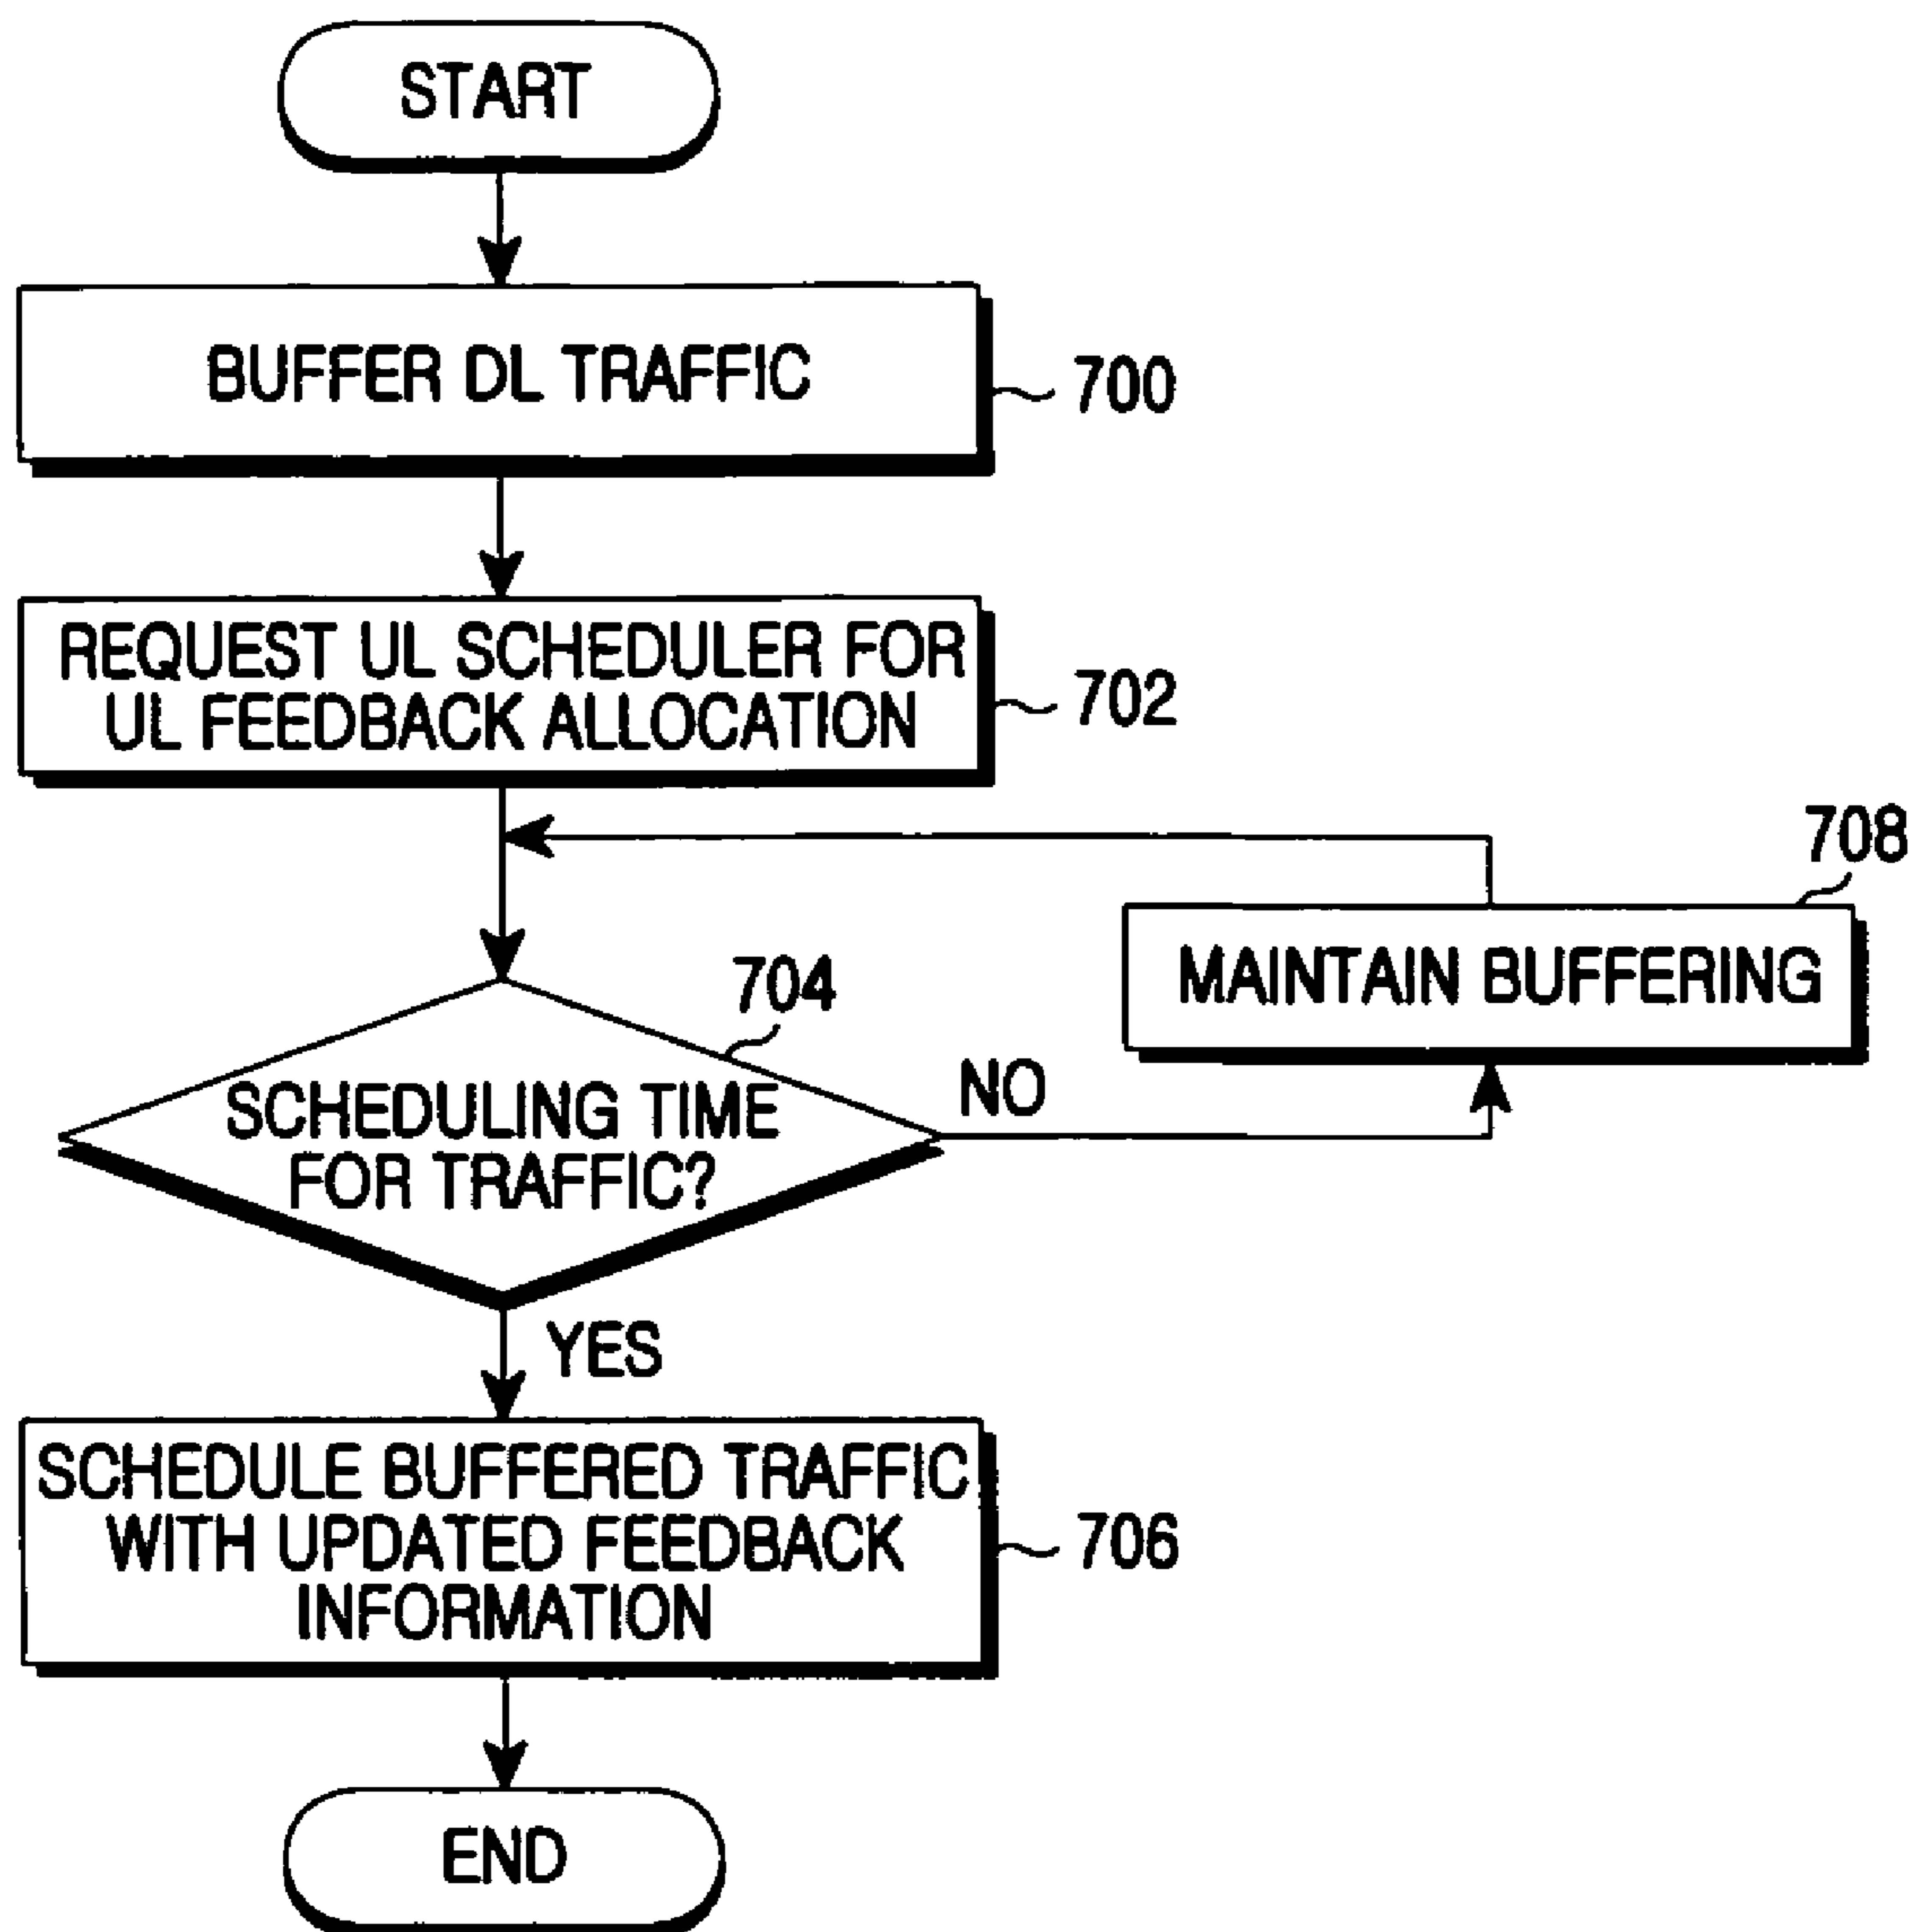 START
BUFFER DL TRAFFIC
700
REQUEST UL SCHEDULER FOR
UL FEEDBACK ALLOCATION
702
708
MAINTAIN BUFFERING
704
SCHEDULING TIME
FOR TRAFFIC?
NO
YES
SCHEDULE BUFFERED TRAFFIC
WITH UPDATED FEEDBACK
INFORMATION
706
END